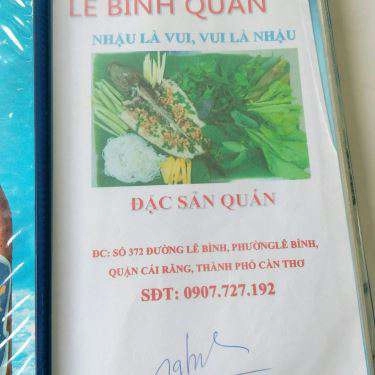 LÊ BÌNH QUÁN
NHẬU LÀ VUI, VUI LÀ NHẬU
ĐẶC SẢN QUÁN
ĐC: SỐ 372 ĐƯỜNG LÊ BÌNH, PHƯỜNGLÊ BÌNH,
QUẬN CÁI RĂNG, THÀNH PHỐ CẦN THƠ
SĐT: 0907.727.192